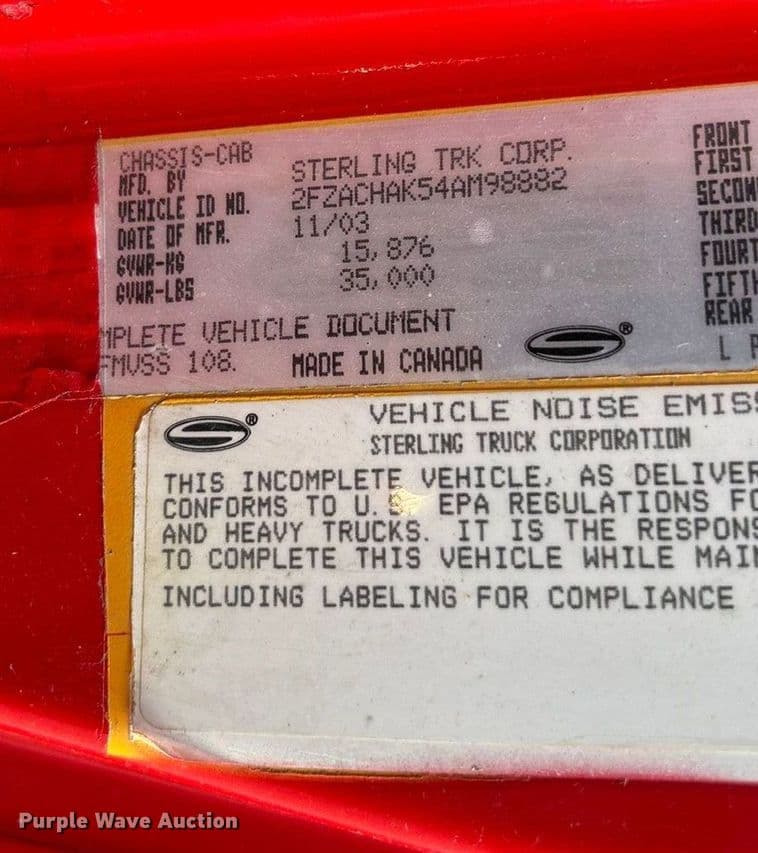 CHASSIS-CAB
MFD. BY STERLING TRK CORP.
VEHICLE ID NO. 2FZACHAK54AM98882
DATE OF MFR. 11/03
GVWR-KG 15,876
GVWR-LBS 35,000
FRONT
FIRST
SECON
THIRD
FOURT
FIFTH
REAR
MPLETE VEHICLE DOCUMENT
FMVSS 108. MADE IN CANADA ® L P
® VEHICLE NOISE EMISS
STERLING TRUCK CORPORATION
THIS INCOMPLETE VEHICLE, AS DELIVER
CONFORMS TO U.S. EPA REGULATIONS FO
AND HEAVY TRUCKS. IT IS THE RESPONS
TO COMPLETE THIS VEHICLE WHILE MAIN
INCLUDING LABELING FOR COMPLIANCE
Purple Wave Auction